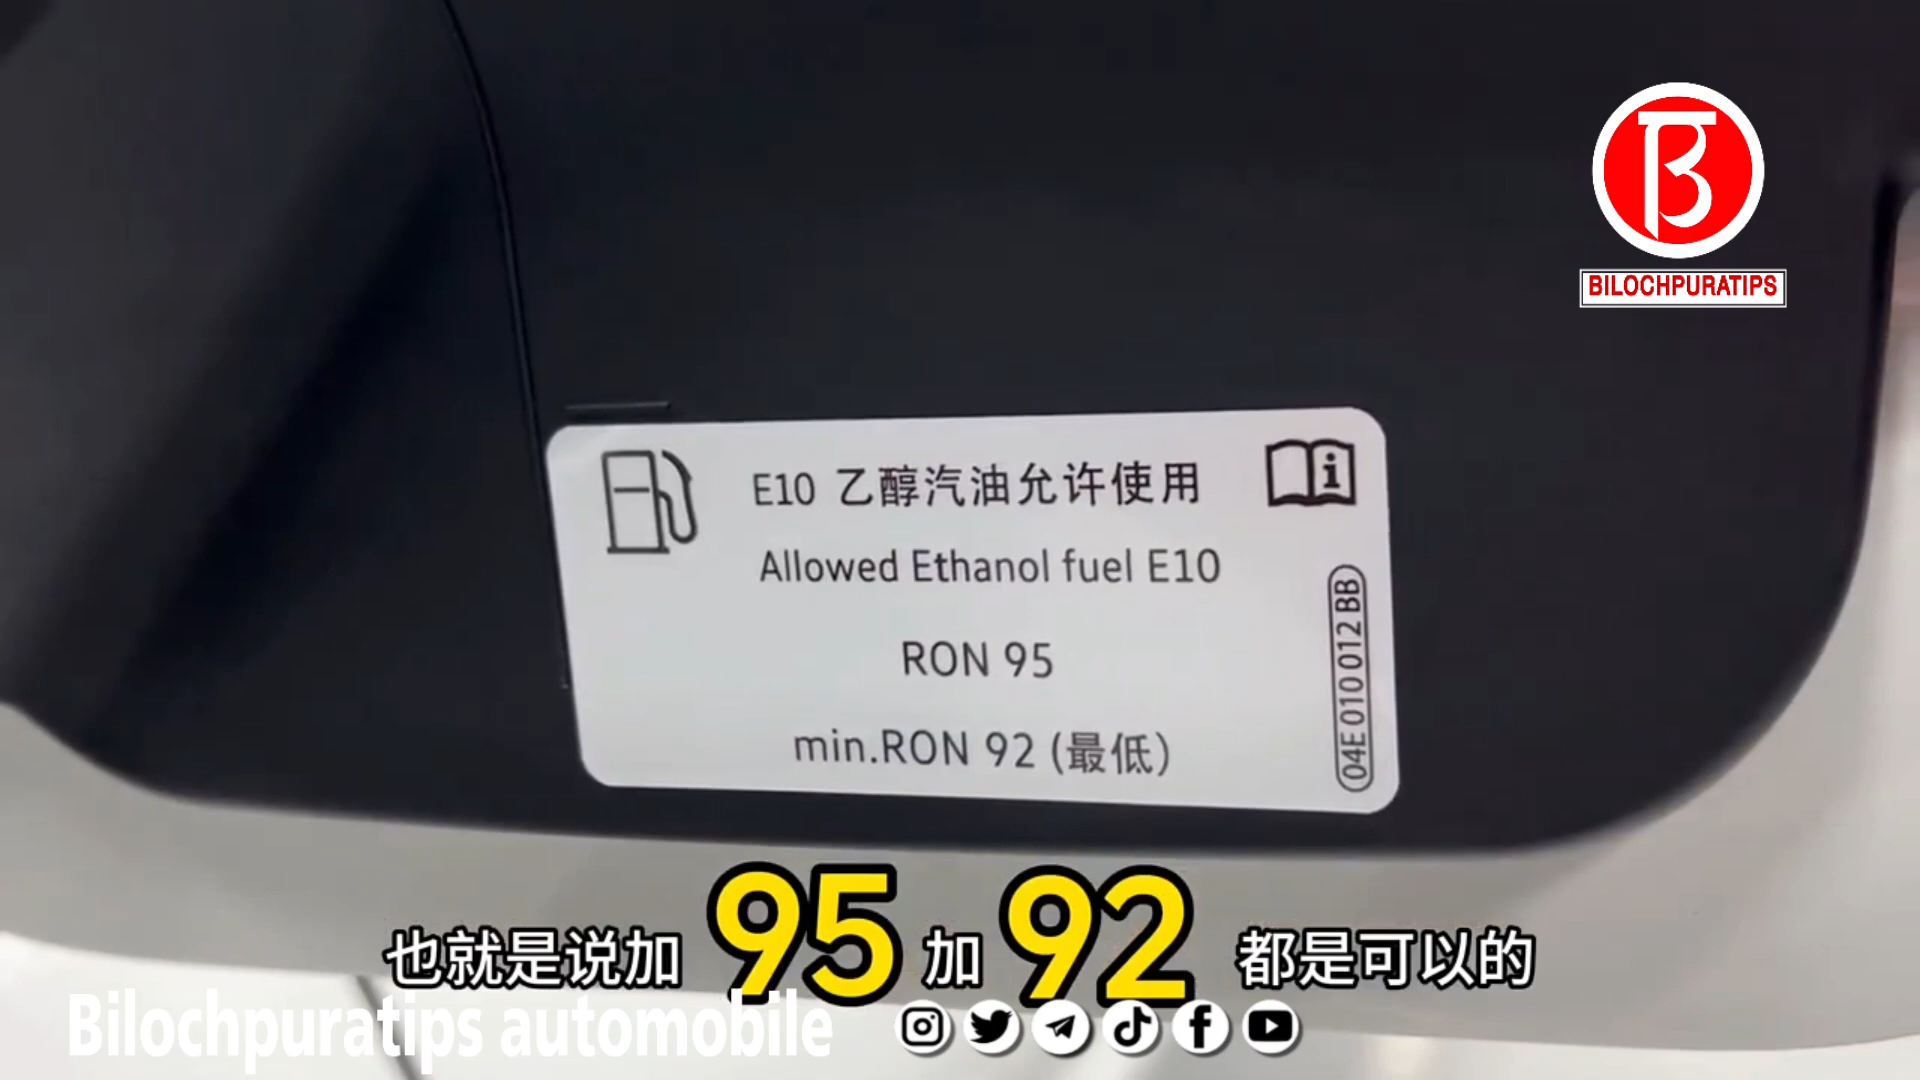 BILOCHPURATIPS
E10 乙醇汽油允许使用
Allowed Ethanol fuel E10
RON 95
min.RON 92 (最低)
04E 010 012 BB
也就是说加 95 加 92 都是可以的
Bilochpuratips automobile